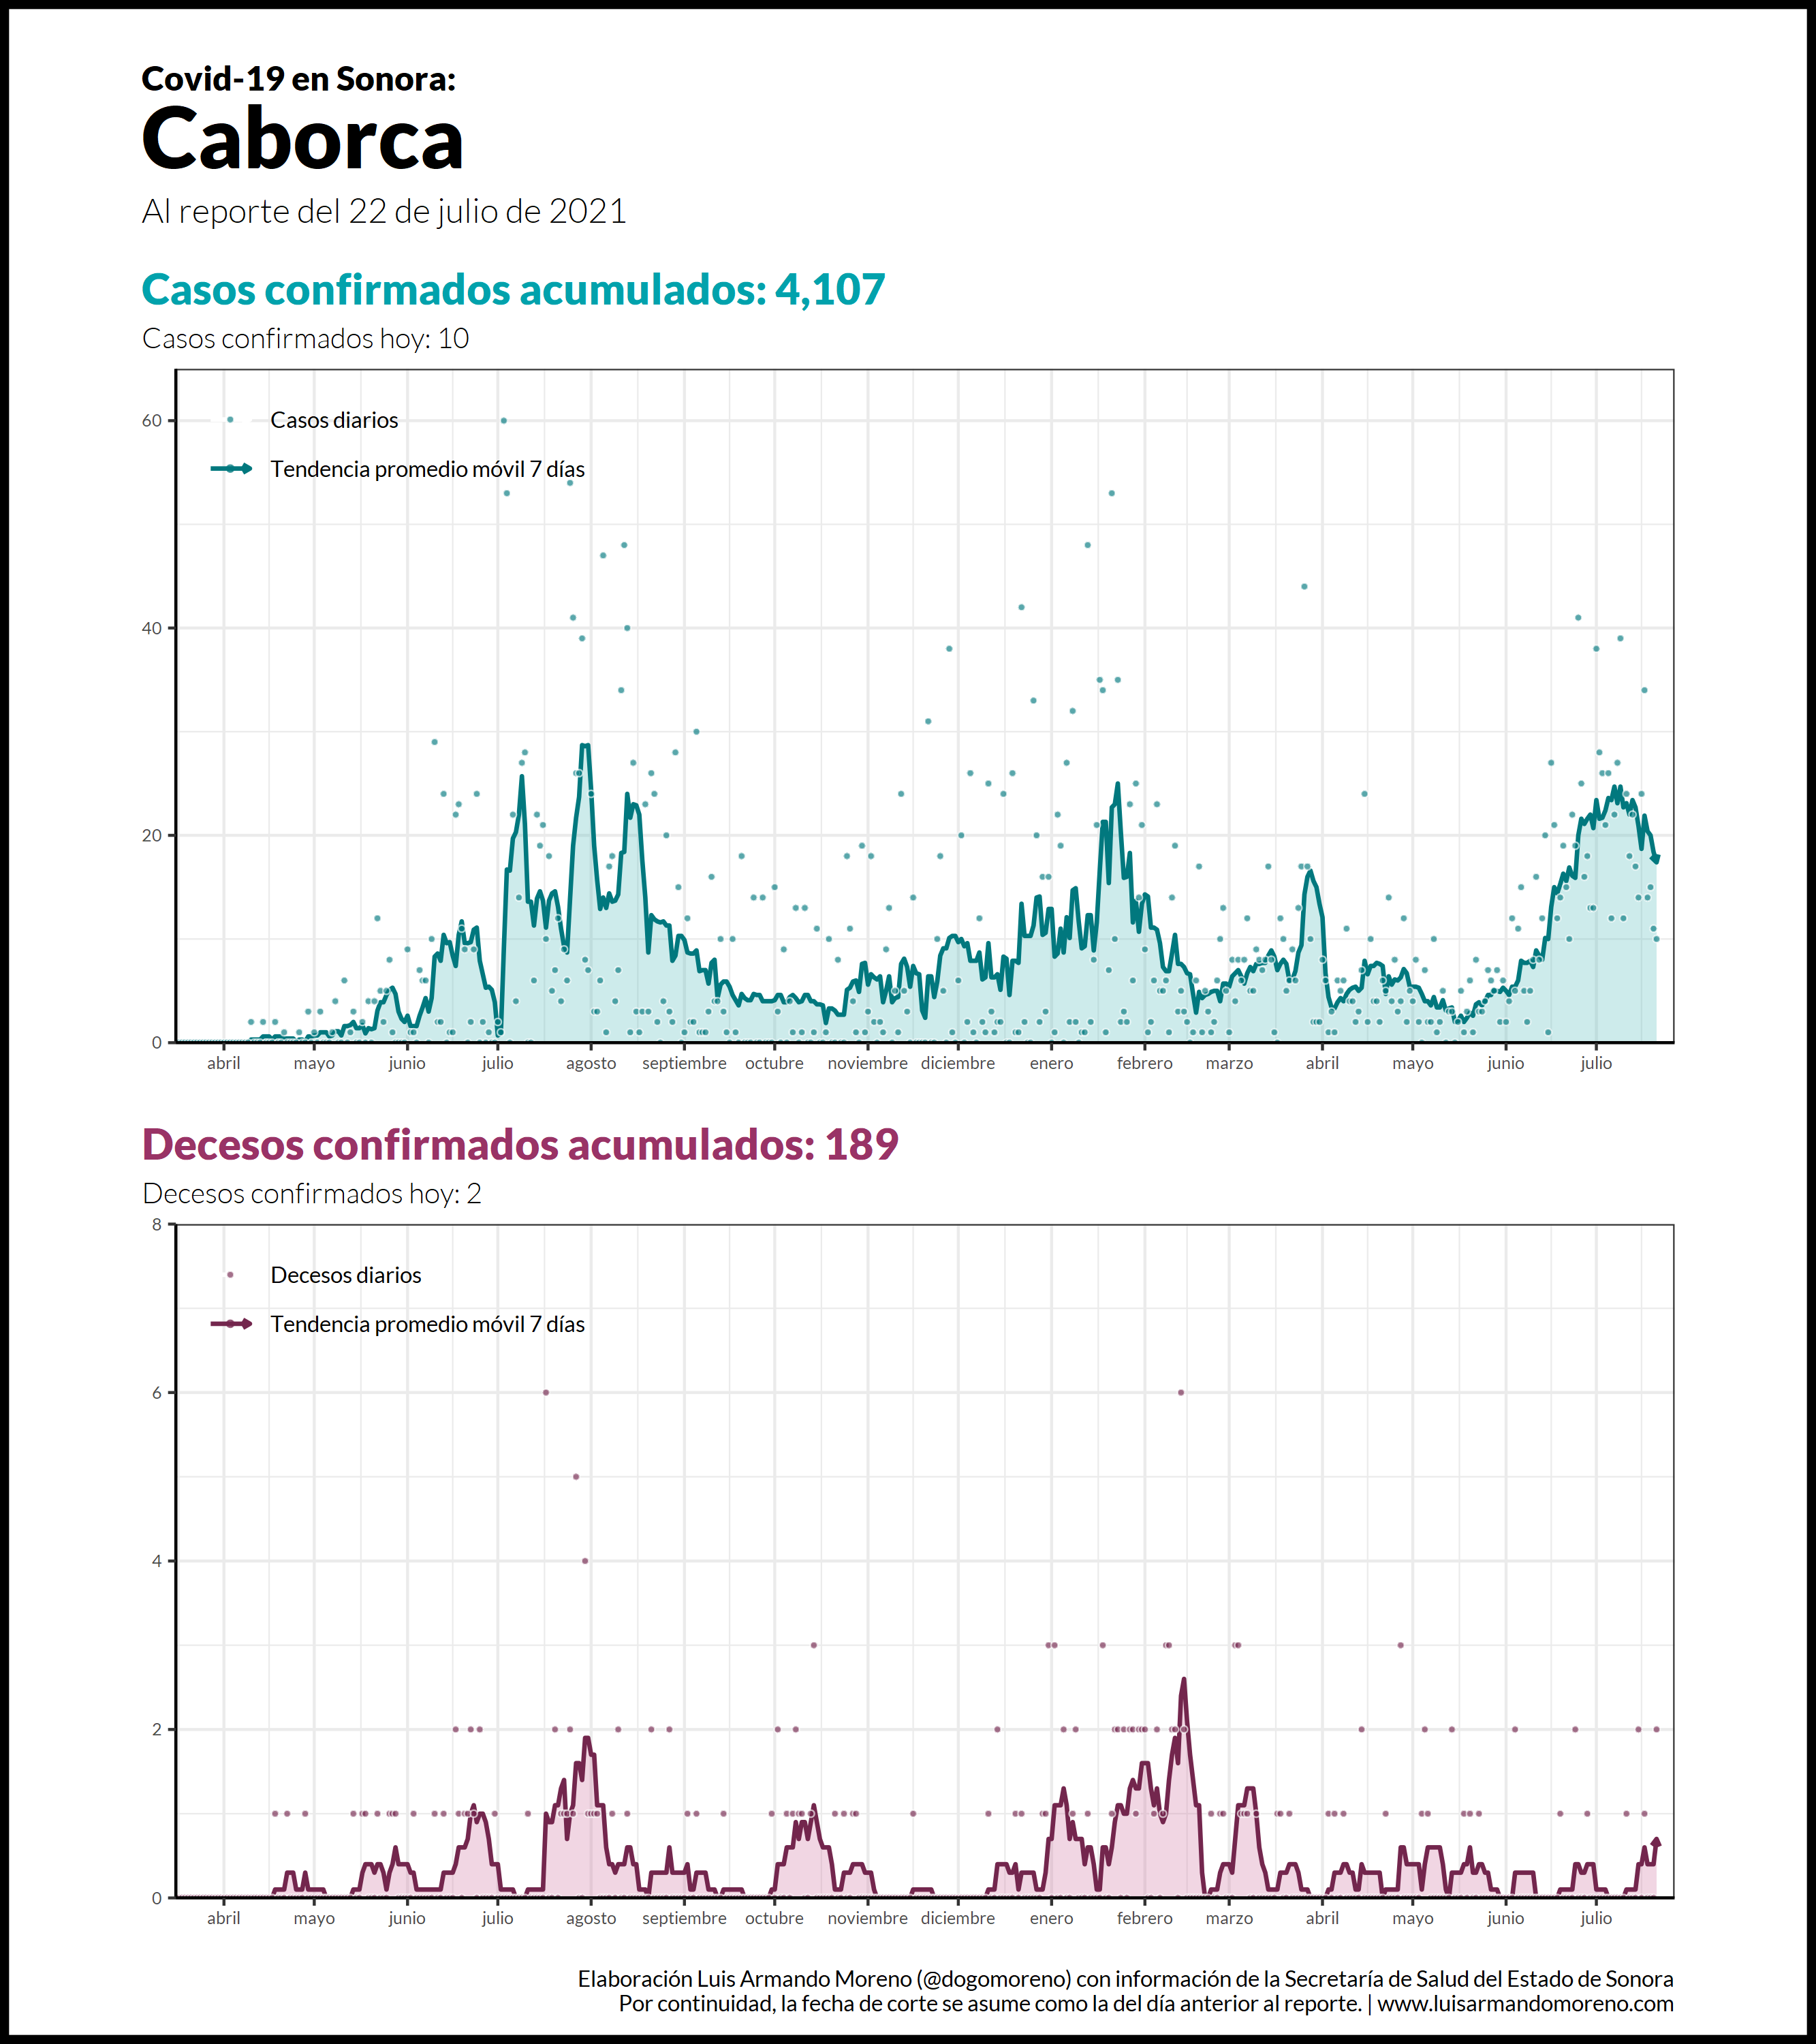 Covid-19 en Sonora:
Caborca
Al reporte del 22 de julio de 2021
Casos confirmados acumulados: 4,107
Casos confirmados hoy: 10
60
40
20
0
Casos diarios
Tendencia promedio móvil 7 días
abril mayo junio julio agosto septiembre octubre noviembre diciembre enero febrero marzo abril mayo junio julio
Decesos confirmados acumulados: 189
Decesos confirmados hoy: 2
8
6
4
2
0
Decesos diarios
Tendencia promedio móvil 7 días
abril mayo junio julio agosto septiembre octubre noviembre diciembre enero febrero marzo abril mayo junio julio
Elaboración Luis Armando Moreno (@dogomoreno) con información de la Secretaría de Salud del Estado de Sonora
Por continuidad, la fecha de corte se asume como la del día anterior al reporte. | www.luisarmandomoreno.com